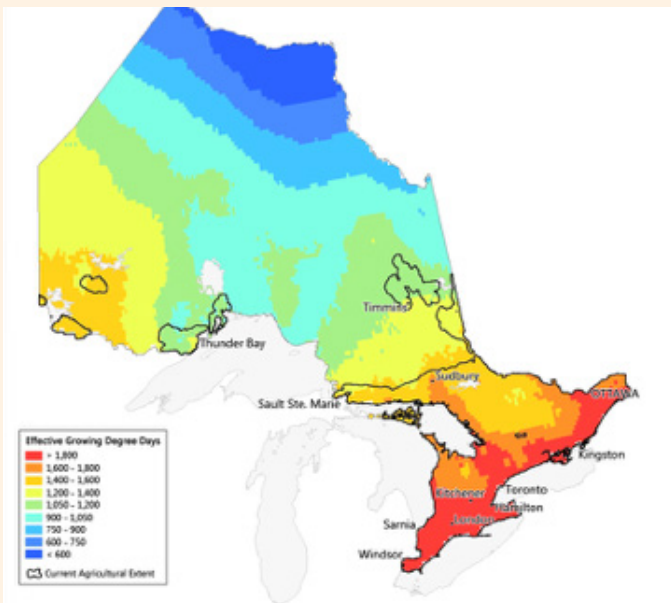 Timmins
Thunder Bay
Sudbury
Sault Ste. Marie
OTTAWA
Kingston
Kitchener
Toronto
Hamilton
Sarnia
London
Windsor
Effective Growing Degree Days
> 1,800
1,600 – 1,800
1,400 – 1,600
1,200 – 1,400
1,050 – 1,200
900 – 1,050
750 – 900
600 – 750
< 600
Current Agricultural Extent